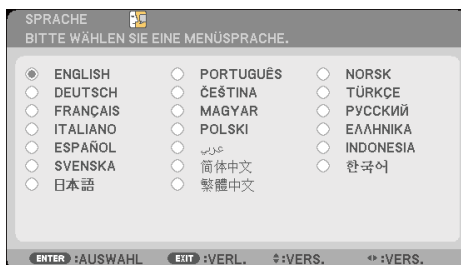 SPRACHE
BITTE WÄHLEN SIE EINE MENÜSPRACHE.
ENGLISH PORTUGUÊS NORSK
DEUTSCH ČEŠTINA TÜRKÇE
FRANÇAIS MAGYAR РУССКИЙ
ITALIANO POLSKI ΕΛΛΗΝΙΚΑ
ESPAÑOL عربي INDONESIA
SVENSKA 简体中文 한국어
日本語 繁體中文
ENTER :AUSWAHL EXIT :VERL. :VERS. :VERS.